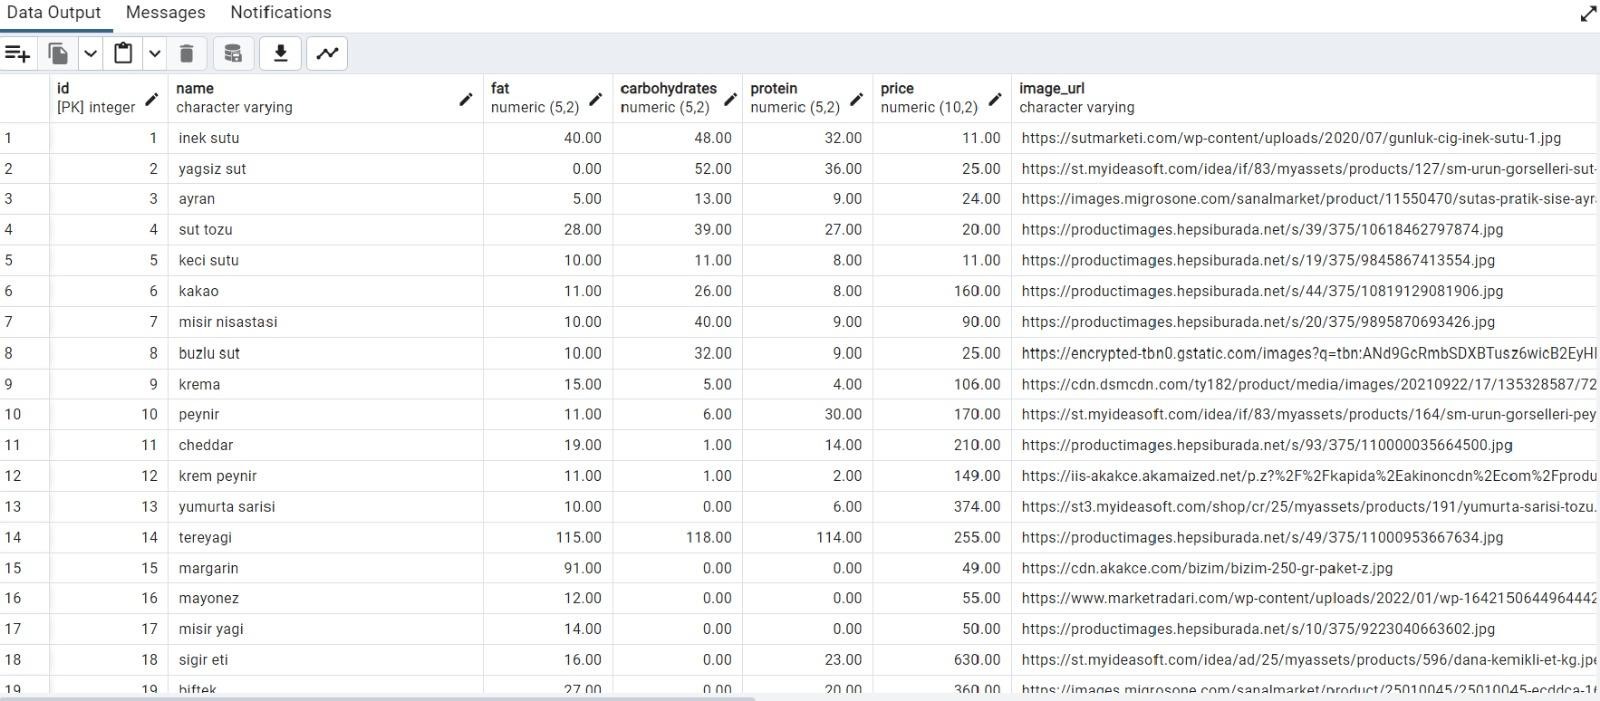 Data Output Messages Notifications
id name fat carbohydrates protein price image_url
[PK] integer character varying numeric (5,2) numeric (5,2) numeric (5,2) numeric (10,2) character varying
1 1 inek sutu 40.00 48.00 32.00 11.00 https://sutmarketi.com/wp-content/uploads/2020/07/gunluk-cig-inek-sutu-1.jpg
2 2 yagsiz sut 0.00 52.00 36.00 25.00 https://st.myideasoft.com/idea/if/83/myassets/products/127/sm-urun-gorselleri-sut-
3 3 ayran 5.00 13.00 9.00 24.00 https://images.migrosone.com/sanalmarket/product/11550470/sutas-pratik-sise-ayr
4 4 sut tozu 28.00 39.00 27.00 20.00 https://productimages.hepsiburada.net/s/39/375/10618462797874.jpg
5 5 keci sutu 10.00 11.00 8.00 11.00 https://productimages.hepsiburada.net/s/19/375/9845867413554.jpg
6 6 kakao 11.00 26.00 8.00 160.00 https://productimages.hepsiburada.net/s/44/375/10819129081906.jpg
7 7 misir nisastasi 10.00 40.00 9.00 90.00 https://productimages.hepsiburada.net/s/20/375/9895870693426.jpg
8 8 buzlu sut 10.00 32.00 9.00 25.00 https://encrypted-tbn0.gstatic.com/images?q=tbn:ANd9GcRmbSDXBTusz6wicB2EyHI
9 9 krema 15.00 5.00 4.00 106.00 https://cdn.dsmcdn.com/ty182/product/media/images/20210922/17/135328587/72
10 10 peynir 11.00 6.00 30.00 170.00 https://st.myideasoft.com/idea/if/83/myassets/products/164/sm-urun-gorselleri-pey
11 11 cheddar 19.00 1.00 14.00 210.00 https://productimages.hepsiburada.net/s/93/375/110000035664500.jpg
12 12 krem peynir 11.00 1.00 2.00 149.00 https://iis-akakce.akamaized.net/p.z?%2F%2Fkapida%2Eakinoncdn%2Ecom%2Fprodu
13 13 yumurta sarisi 10.00 0.00 6.00 374.00 https://st3.myideasoft.com/shop/cr/25/myassets/products/191/yumurta-sarisi-tozu.
14 14 tereyagi 115.00 118.00 114.00 255.00 https://productimages.hepsiburada.net/s/49/375/11000953667634.jpg
15 15 margarin 91.00 0.00 0.00 49.00 https://cdn.akakce.com/bizim/bizim-250-gr-paket-z.jpg
16 16 mayonez 12.00 0.00 0.00 55.00 https://www.marketradari.com/wp-content/uploads/2022/01/wp-1642150644964442
17 17 misir yagi 14.00 0.00 0.00 50.00 https://productimages.hepsiburada.net/s/10/375/9223040663602.jpg
18 18 sigir eti 16.00 0.00 23.00 630.00 https://st.myideasoft.com/idea/ad/25/myassets/products/596/dana-kemikli-et-kg.jpe
19 19 biftek 27.00 0.00 20.00 360.00 https://images.migrosone.com/sanalmarket/product/25010045/25010045-ecddca-16